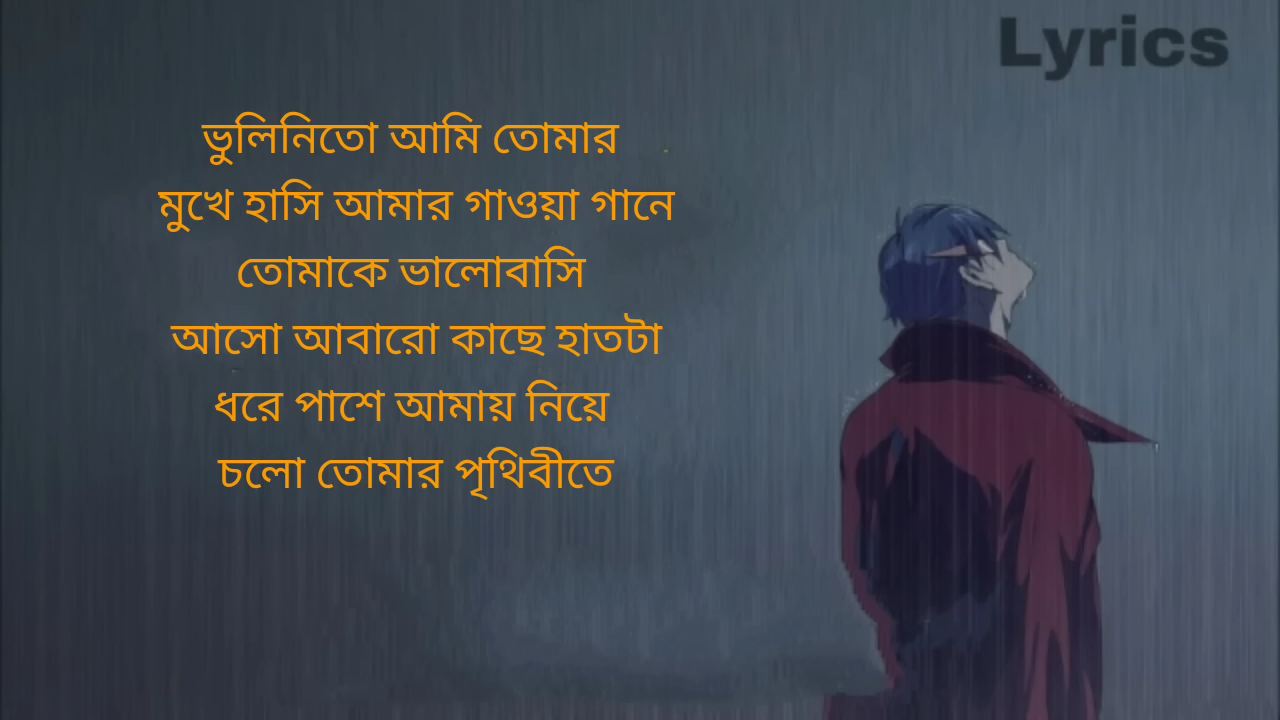 Lyrics
ভুলিনিতো আমি তোমার
মুখে হাসি আমার গাওয়া গানে
তোমাকে ভালোবাসি
আসো আবারো কাছে হাতটা
ধরে পাশে আমায় নিয়ে
চলো তোমার পৃথিবীতে